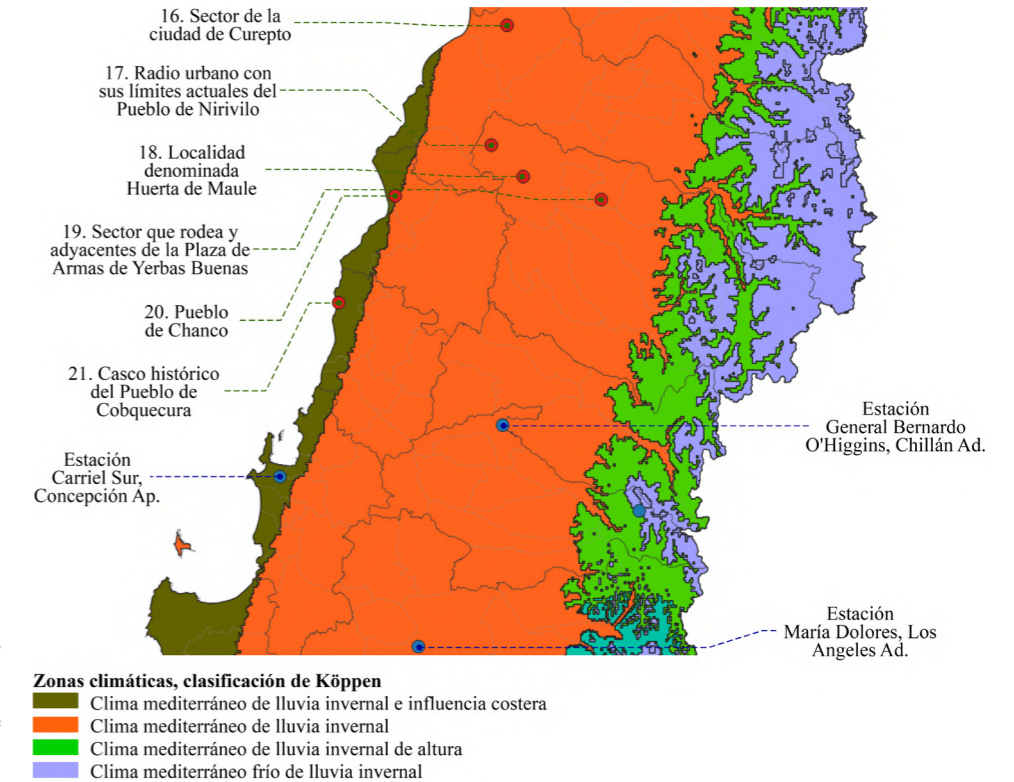 16. Sector de la
ciudad de Curepto
17. Radio urbano con
sus límites actuales del
Pueblo de Nirivilo
18. Localidad
denominada
Huerta de Maule
19. Sector que rodea y
adyacentes de la Plaza de
Armas de Yerbas Buenas
20. Pueblo
de Chanco
21. Casco histórico
del Pueblo de
Cobquecura
Estación
General Bernardo
O'Higgins, Chillán Ad.
Estación
Carriel Sur,
Concepción Ap.
Estación
María Dolores, Los
Angeles Ad.
Zonas climáticas, clasificación de Köppen
Clima mediterráneo de lluvia invernal e influencia costera
Clima mediterráneo de lluvia invernal
Clima mediterráneo de lluvia invernal de altura
Clima mediterráneo frío de lluvia invernal